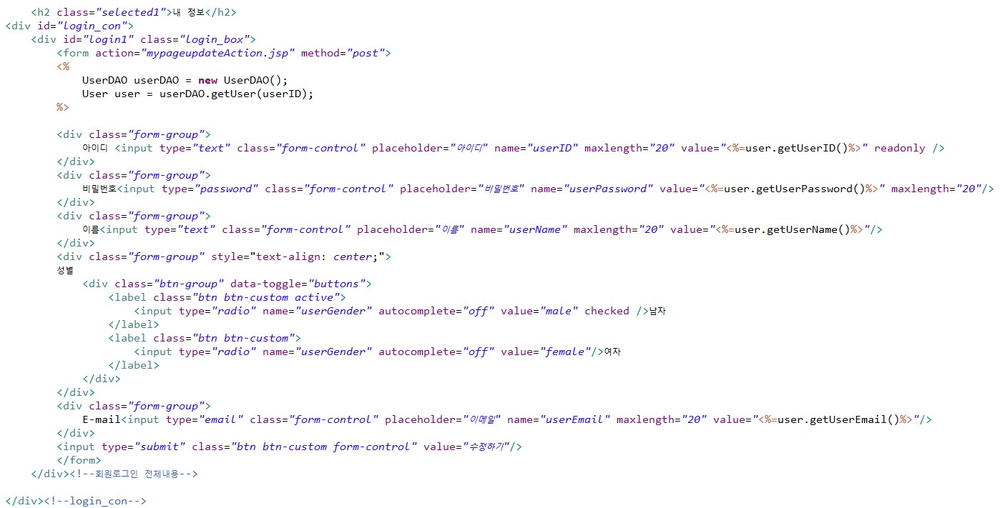 <h2 class="selected1">내 정보</h2>
<div id="login_con">
<div id="login1" class="login_box">
<form action="mypageupdateAction.jsp" method="post">
<%
UserDAO userDAO = new UserDAO();
User user = userDAO.getUser(userID);
%>
<div class="form-group">
아이디 <input type="text" class="form-control" placeholder="아이디" name="userID" maxlength="20" value="<%=user.getUserID()%>" readonly />
</div>
<div class="form-group">
비밀번호<input type="password" class="form-control" placeholder="비밀번호" name="userPassword" value="<%=user.getUserPassword()%>" maxlength="20"/>
</div>
<div class="form-group">
이름<input type="text" class="form-control" placeholder="이름" name="userName" maxlength="20" value="<%=user.getUserName()%>"/>
</div>
<div class="form-group" style="text-align: center;">
성별
<div class="btn-group" data-toggle="buttons">
<label class="btn btn-custom active">
<input type="radio" name="userGender" autocomplete="off" value="male" checked />남자
</label>
<label class="btn btn-custom">
<input type="radio" name="userGender" autocomplete="off" value="female"/>여자
</label>
</div>
</div>
<div class="form-group">
E-mail<input type="email" class="form-control" placeholder="이메일" name="userEmail" maxlength="20" value="<%=user.getUserEmail()%>"/>
</div>
<input type="submit" class="btn btn-custom form-control" value="수정하기"/>
</form>
</div><!--회원로그인 전체내용-->
</div><!--login_con-->